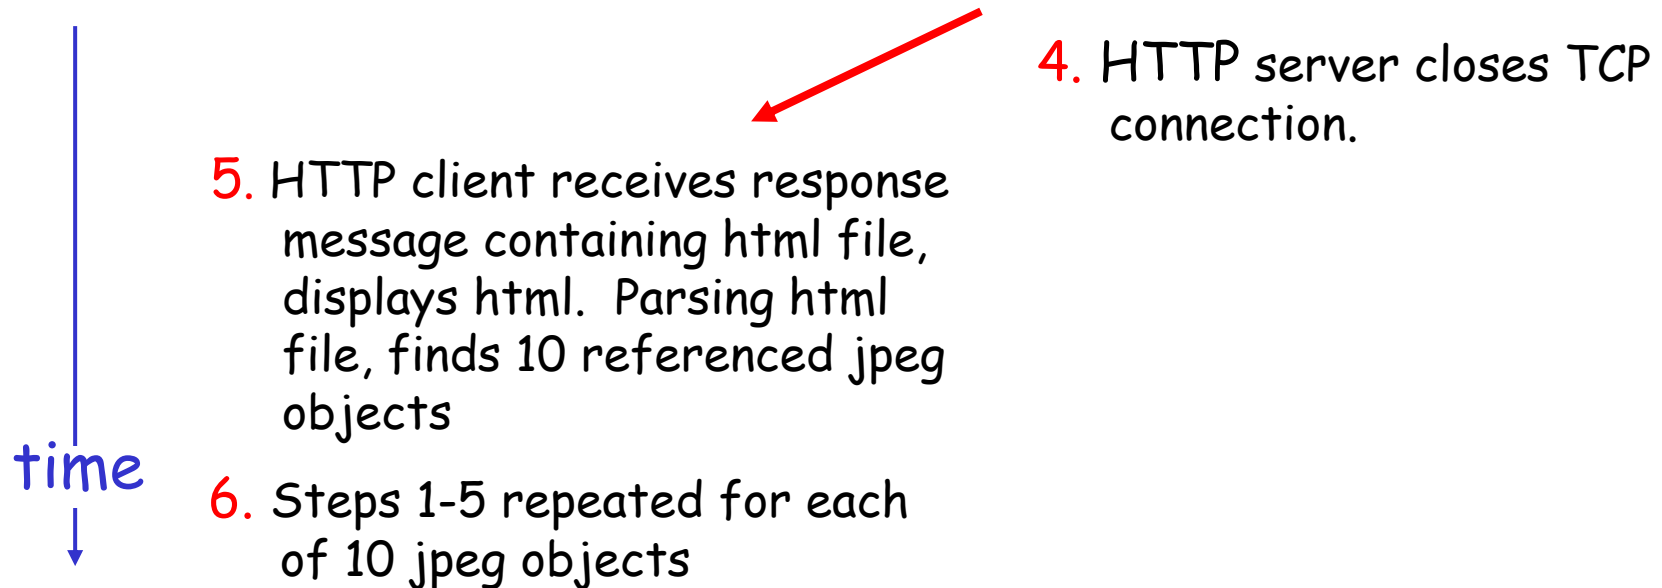 4. HTTP server closes TCP
connection.
5. HTTP client receives response
message containing html file,
displays html. Parsing html
file, finds 10 referenced jpeg
objects
time
6. Steps 1-5 repeated for each
of 10 jpeg objects